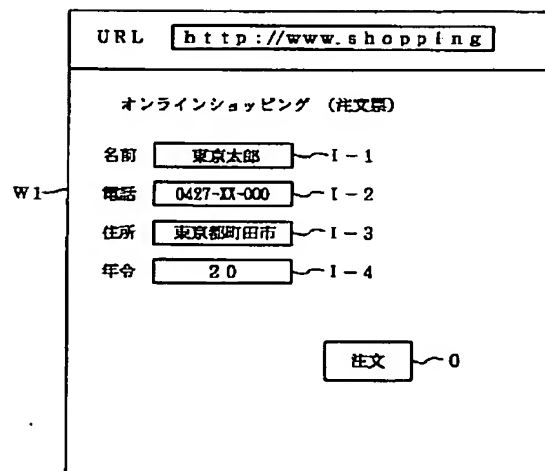 URL http://www.shopping
オンラインショッピング (注文票)
名前 東京太郎 I-1
W1 電話 0427-XX-000 I-2
住所 東京都町田市 I-3
年令 20 I-4
注文 O